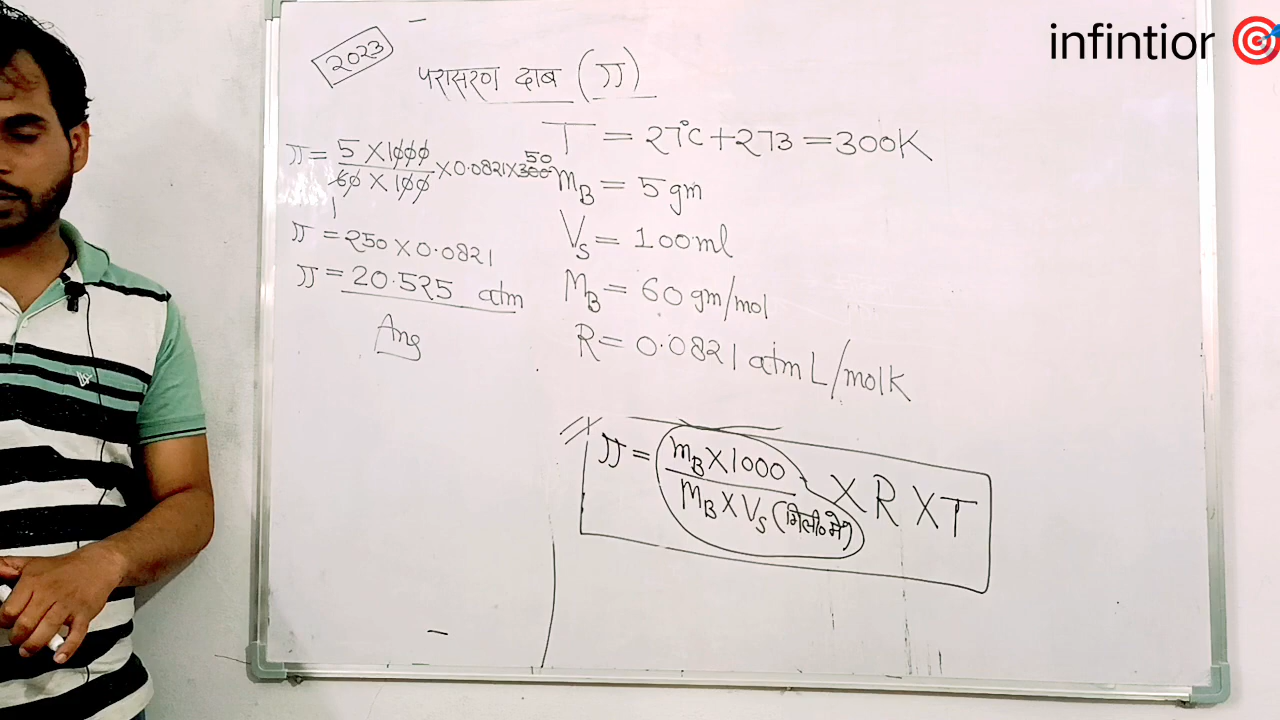 infintior
2023
परासरण दाब (π)
T = 27°C + 273 = 300K
π = 5 X 1000 / 60 X 100 X 0.0821 X 300 50
1
m_B = 5 gm
π = 250 X 0.0821
V_S = 100 ml
π = 20.525 atm
M_B = 60 gm/mol
Ans
R = 0.0821 atm L/mol K
π = m_B X 1000 / M_B X V_S (मिली० में) X R X T